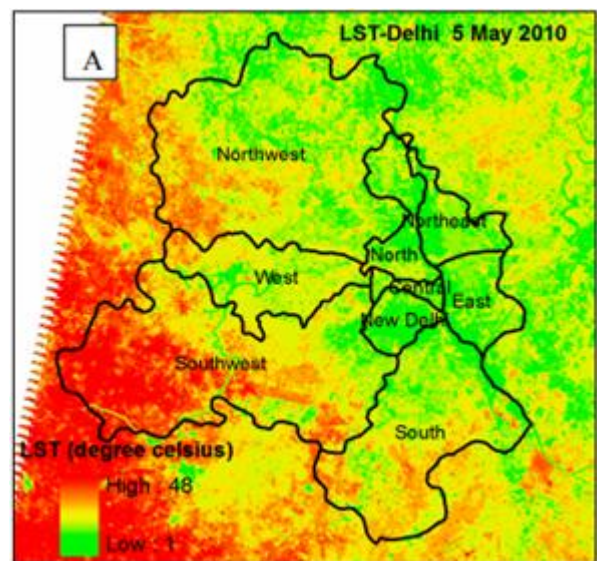 LST-Delhi 5 May 2010
A
Northwest
Northeast
North
West
Central
East
New Delhi
Southwest
South
LST (degree celsius)
High : 48
Low : 1